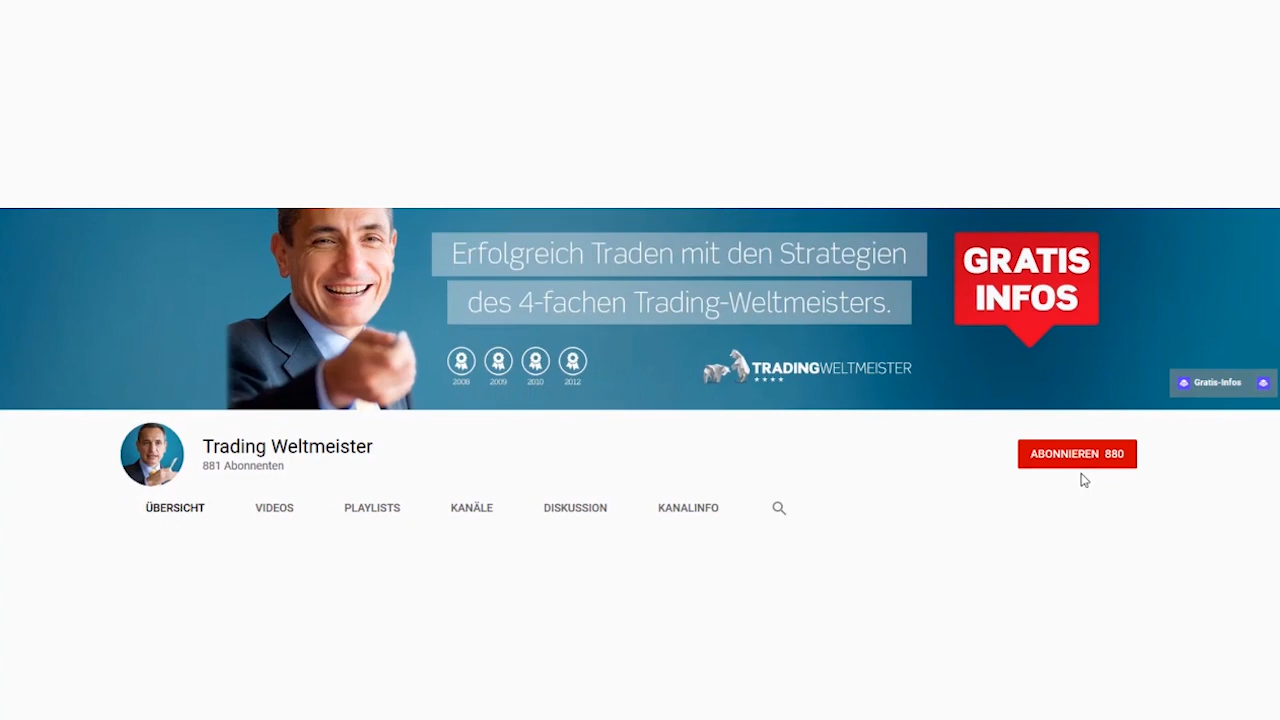 Erfolgreich Traden mit den Strategien
des 4-fachen Trading-Weltmeisters.
GRATIS
INFOS
2008 2009 2010 2012
TRADINGWELTMEISTER
Gratis-Infos
Trading Weltmeister
881 Abonnenten
ABONNIEREN 880
ÜBERSICHT VIDEOS PLAYLISTS KANÄLE DISKUSSION KANALINFO